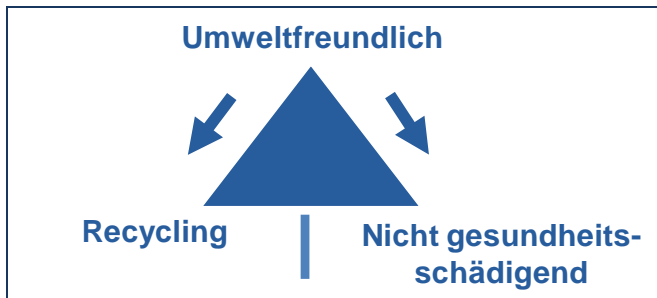 Umweltfreundlich
Recycling
Nicht gesundheits-
schädigend